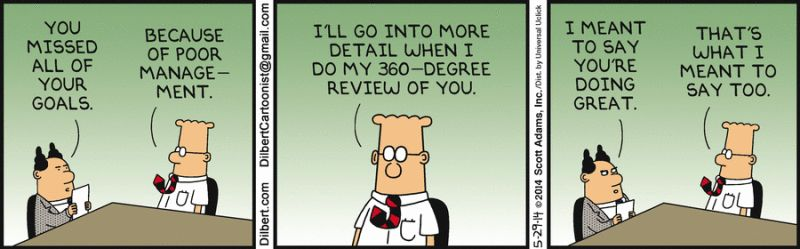 YOU
MISSED
ALL OF
YOUR
GOALS.
BECAUSE
OF POOR
MANAGE-
MENT.
Dilbert.com DilbertCartoonist@gmail.com
I'LL GO INTO MORE
DETAIL WHEN I
DO MY 360-DEGREE
REVIEW OF YOU.
5-29-14 © 2014 Scott Adams, Inc. /Dist. by Universal Uclick
I MEANT
TO SAY
YOU'RE
DOING
GREAT.
THAT'S
WHAT I
MEANT TO
SAY TOO.